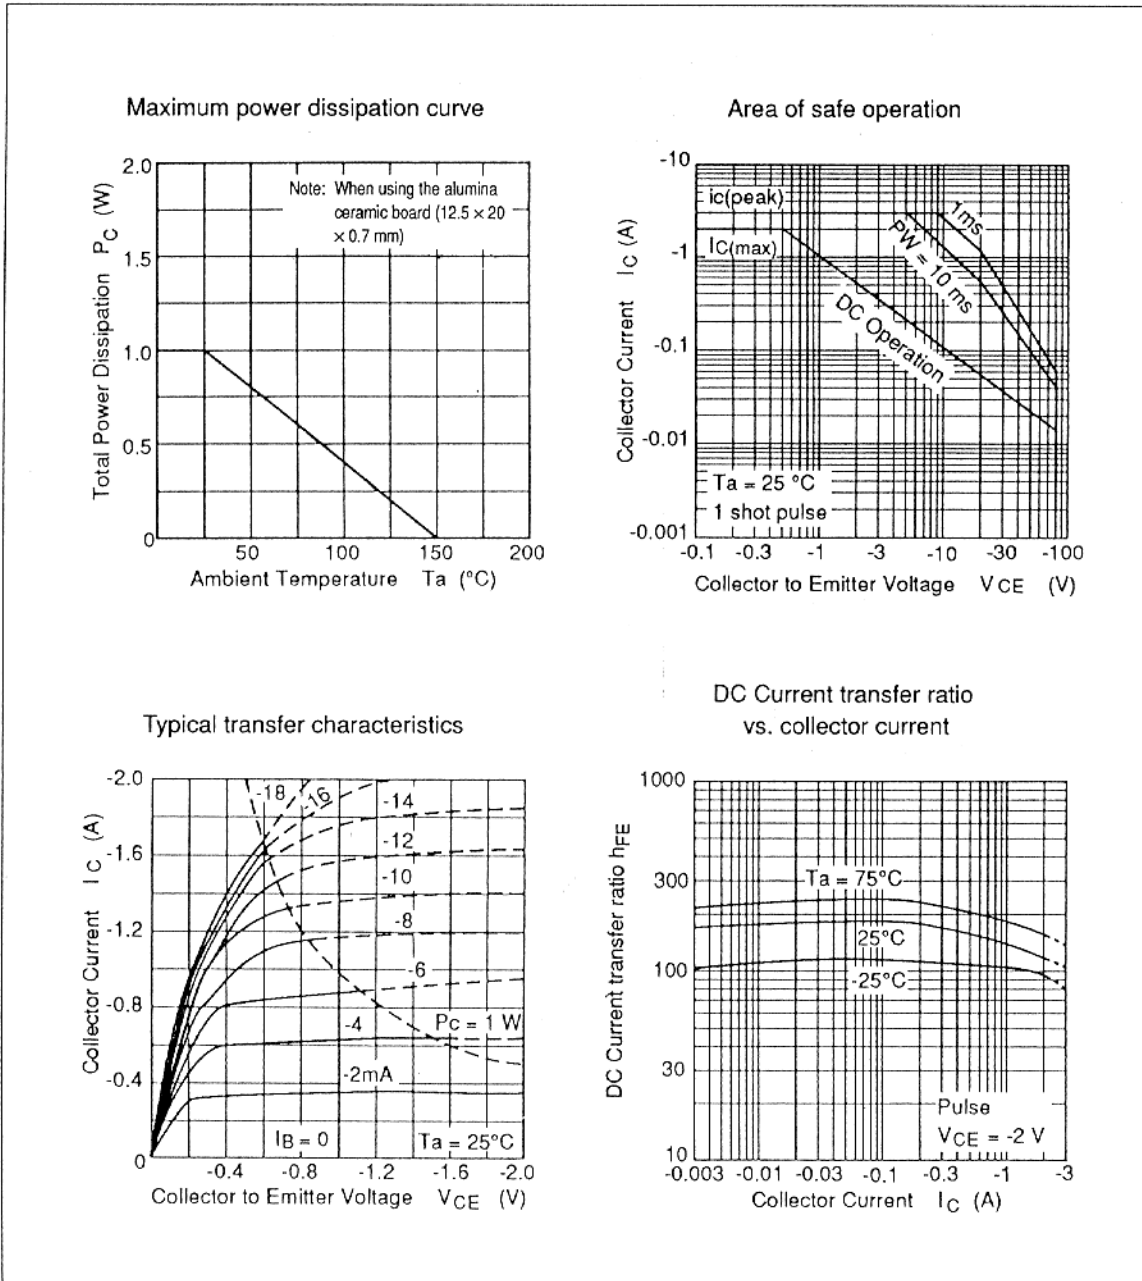 Maximum power dissipation curve
2.0
1.5
1.0
0.5
0
50
100
150
200
Total Power Dissipation P_C (W)
Note: When using the alumina
ceramic board (12.5 × 20
× 0.7 mm)
Ambient Temperature Ta (°C)
Area of safe operation
-10
-1
-0.1
-0.01
-0.001
-0.1
-0.3
-1
-3
-10
-30
-100
Collector Current I_C (A)
ic(peak)
IC(max)
1ms
PW = 10 ms
DC Operation
Ta = 25 °C
1 shot pulse
Collector to Emitter Voltage V_CE (V)
Typical transfer characteristics
-2.0
-1.6
-1.2
-0.8
-0.4
0
-0.4
-0.8
-1.2
-1.6
-2.0
Collector Current I_C (A)
-18
-16
-14
-12
-10
-8
-6
-4
Pc = 1 W
-2mA
I_B = 0
Ta = 25°C
Collector to Emitter Voltage V_CE (V)
DC Current transfer ratio
vs. collector current
1000
300
100
30
10
-0.003
-0.01
-0.03
-0.1
-0.3
-1
-3
DC Current transfer ratio h_FE
Ta = 75°C
25°C
-25°C
Pulse
V_CE = -2 V
Collector Current I_C (A)